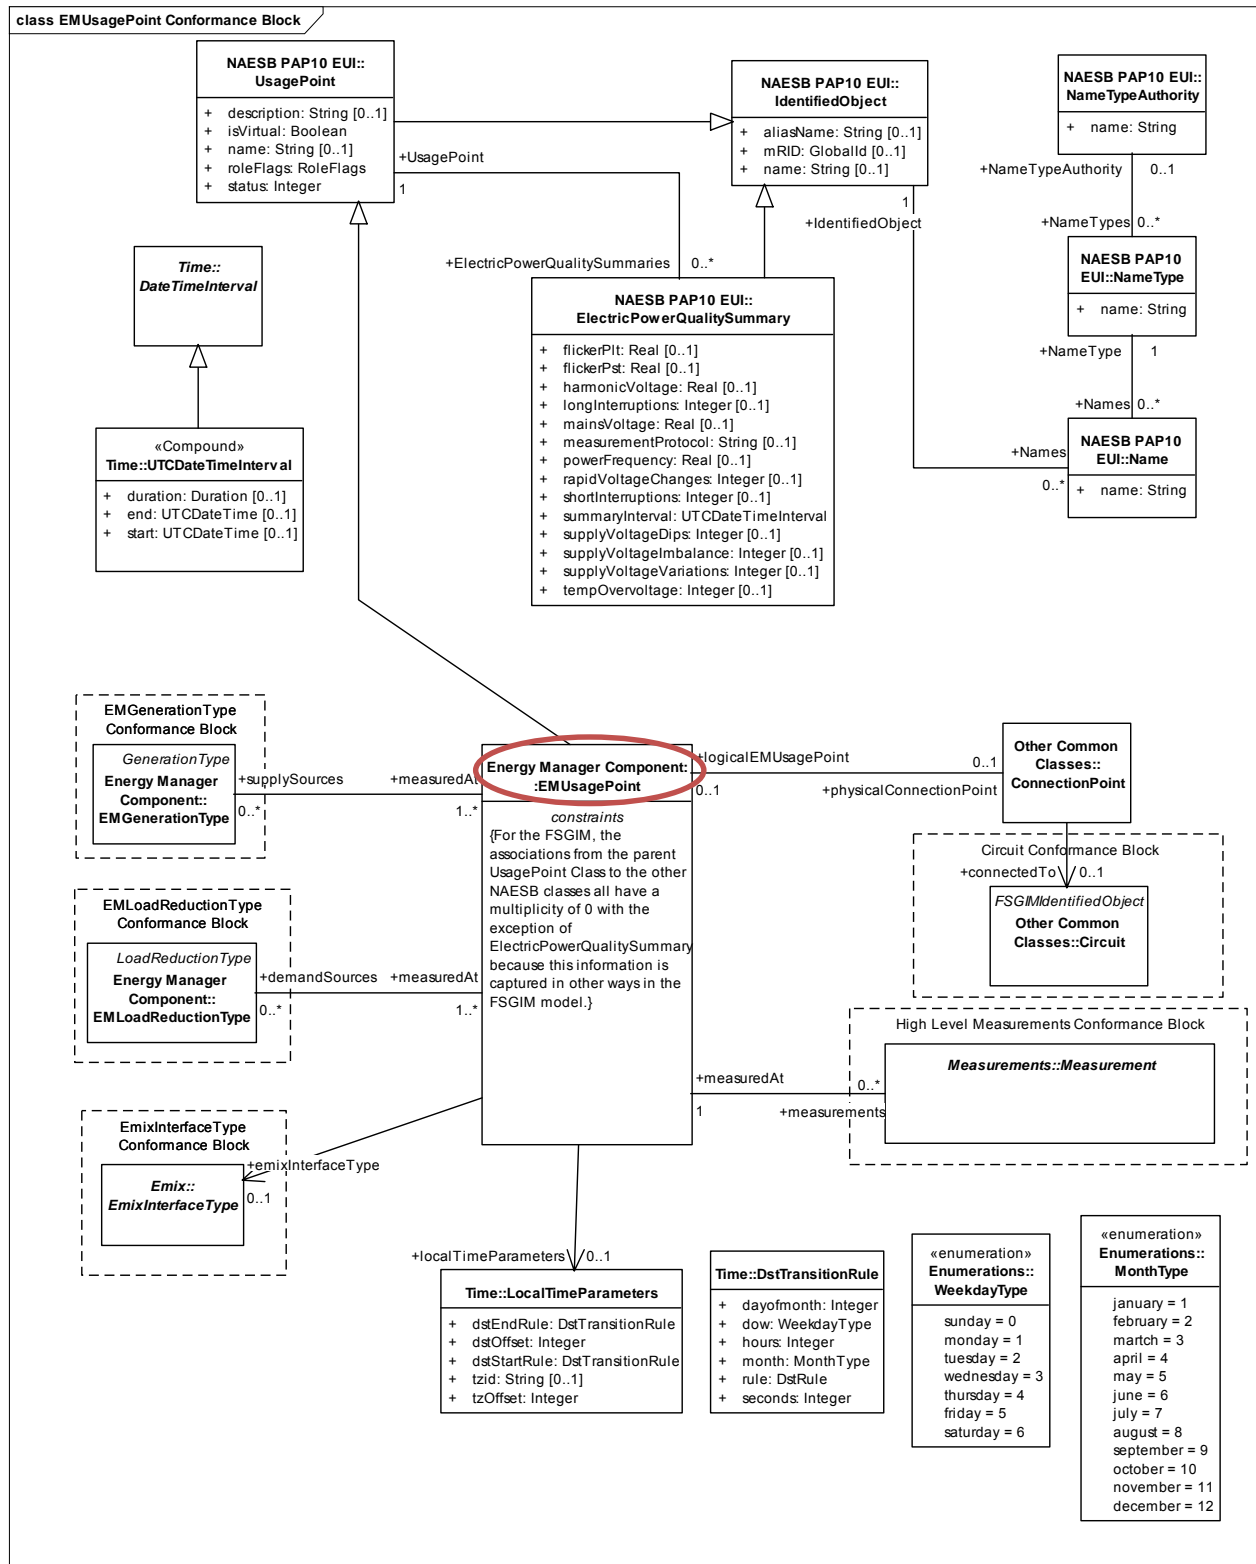 class EMUsagePoint Conformance Block
NAESB PAP10 EUI::
UsagePoint
+ description: String [0..1]
+ isVirtual: Boolean
+ name: String [0..1]
+ roleFlags: RoleFlags
+ status: Integer
NAESB PAP10 EUI::
IdentifiedObject
+ aliasName: String [0..1]
+ mRID: GlobalId [0..1]
+ name: String [0..1]
NAESB PAP10 EUI::
NameTypeAuthority
+ name: String
+UsagePoint
1
+NameTypeAuthority
0..1
1
+IdentifiedObject
+NameTypes
0..*
NAESB PAP10
EUI::NameType
+ name: String
+NameType
1
+Names
0..*
NAESB PAP10
EUI::Name
+ name: String
+Names
0..*
Time::
DateTimeInterval
+ElectricPowerQualitySummaries
0..*
NAESB PAP10 EUI::
ElectricPowerQualitySummary
+ flickerPlt: Real [0..1]
+ flickerPst: Real [0..1]
+ harmonicVoltage: Real [0..1]
+ longInterruptions: Integer [0..1]
+ mainsVoltage: Real [0..1]
+ measurementProtocol: String [0..1]
+ powerFrequency: Real [0..1]
+ rapidVoltageChanges: Integer [0..1]
+ shortInterruptions: Integer [0..1]
+ summaryInterval: UTCDateTimeInterval
+ supplyVoltageDips: Integer [0..1]
+ supplyVoltageImbalance: Integer [0..1]
+ supplyVoltageVariations: Integer [0..1]
+ tempOvervoltage: Integer [0..1]
«Compound»
Time::UTCDateTimeInterval
+ duration: Duration [0..1]
+ end: UTCDateTime [0..1]
+ start: UTCDateTime [0..1]
EMGenerationType
Conformance Block
GenerationType
Energy Manager
Component::
EMGenerationType
+supplySources
0..*
+measuredAt
1..*
Energy Manager Component:
:EMUsagePoint
constraints
{For the FSGIM, the
associations from the parent
UsagePoint Class to the other
NAESB classes all have a
multiplicity of 0 with the
exception of
ElectricPowerQualitySummary
because this information is
captured in other ways in the
FSGIM model.}
+logicalEMUsagePoint
0..1
0..1
+physicalConnectionPoint
Other Common
Classes::
ConnectionPoint
Circuit Conformance Block
+connectedTo
0..1
FSGIMIdentifiedObject
Other Common
Classes::Circuit
EMLoadReductionType
Conformance Block
LoadReductionType
Energy Manager
Component::
EMLoadReductionType
+demandSources
0..*
+measuredAt
1..*
High Level Measurements Conformance Block
Measurements::Measurement
+measuredAt
1
0..*
+measurements
EmixInterfaceType
Conformance Block
Emix::
EmixInterfaceType
+emixInterfaceType
0..1
+localTimeParameters
0..1
Time::LocalTimeParameters
+ dstEndRule: DstTransitionRule
+ dstOffset: Integer
+ dstStartRule: DstTransitionRule
+ tzid: String [0..1]
+ tzOffset: Integer
Time::DstTransitionRule
+ dayofmonth: Integer
+ dow: WeekdayType
+ hours: Integer
+ month: MonthType
+ rule: DstRule
+ seconds: Integer
«enumeration»
Enumerations::
WeekdayType
sunday = 0
monday = 1
tuesday = 2
wednesday = 3
thursday = 4
friday = 5
saturday = 6
«enumeration»
Enumerations::
MonthType
january = 1
february = 2
martch = 3
april = 4
may = 5
june = 6
july = 7
august = 8
september = 9
october = 10
november = 11
december = 12